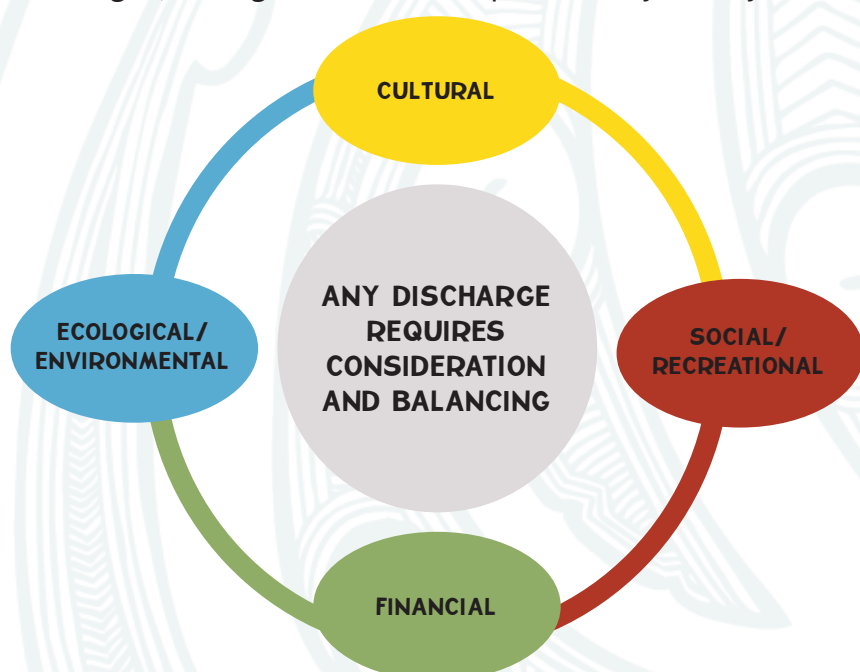 CULTURAL
ANY DISCHARGE
REQUIRES
CONSIDERATION
AND BALANCING
ECOLOGICAL/
ENVIRONMENTAL
SOCIAL/
RECREATIONAL
FINANCIAL